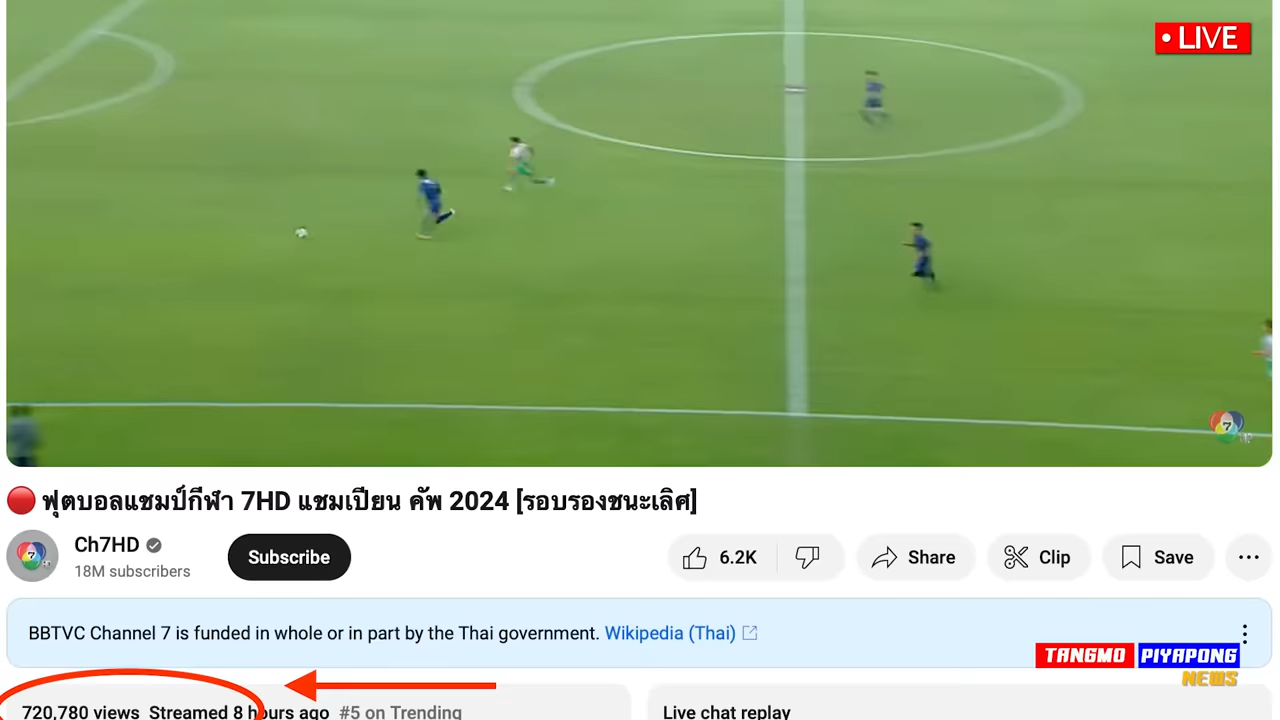 • LIVE
7
🔴 ฟุตบอลแชมป์กีฬา 7HD แชมเปียน คัพ 2024 [รอบรองชนะเลิศ]
Ch7HD
18M subscribers
Subscribe
6.2K
Share
Clip
Save
BBTVC Channel 7 is funded in whole or in part by the Thai government. Wikipedia (Thai)
TANGMO PIYAPONG
NEWS
720,780 views Streamed 8 hours ago #5 on Trending
Live chat replay